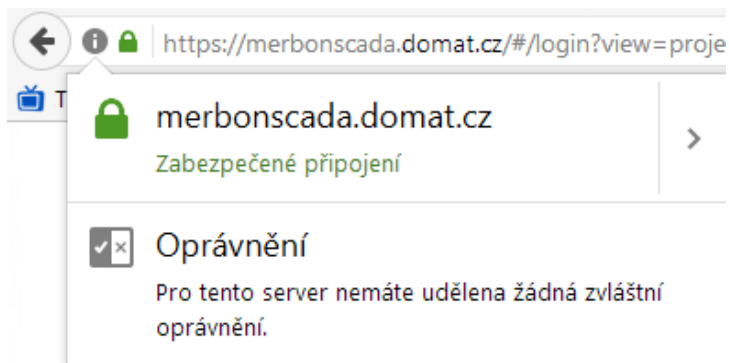 https://merbonscada.domat.cz/#/login?view=proje
T
merbonscada.domat.cz
Zabezpečené připojení
Oprávnění
Pro tento server nemáte udělena žádná zvláštní
oprávnění.